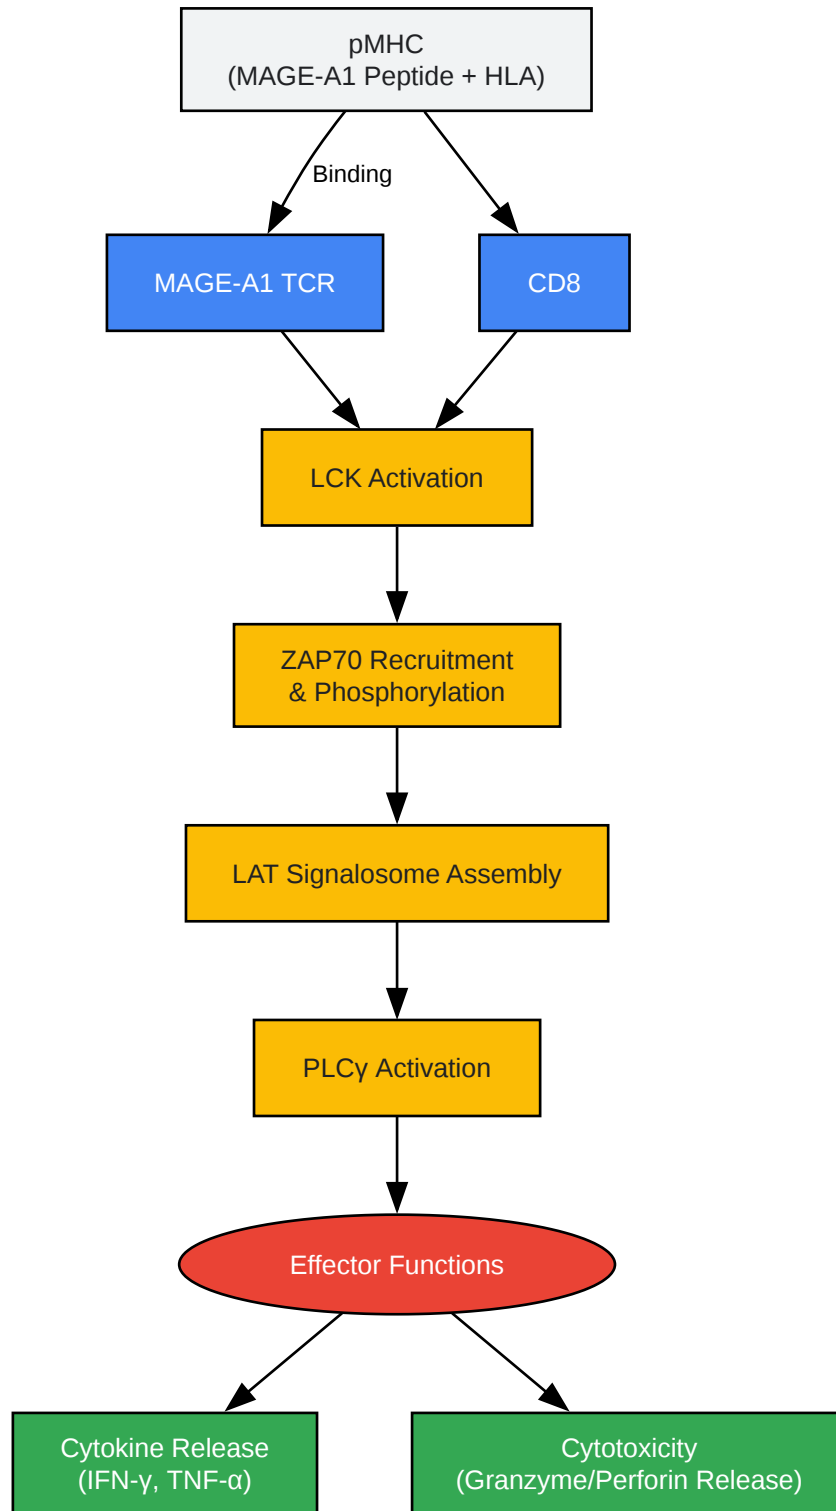 pMHC
(MAGE-A1 Peptide + HLA)
Binding
MAGE-A1 TCR
CD8
LCK Activation
ZAP70 Recruitment
& Phosphorylation
LAT Signalosome Assembly
PLCγ Activation
Effector Functions
Cytokine Release
(IFN-γ, TNF-α)
Cytotoxicity
(Granzyme/Perforin Release)